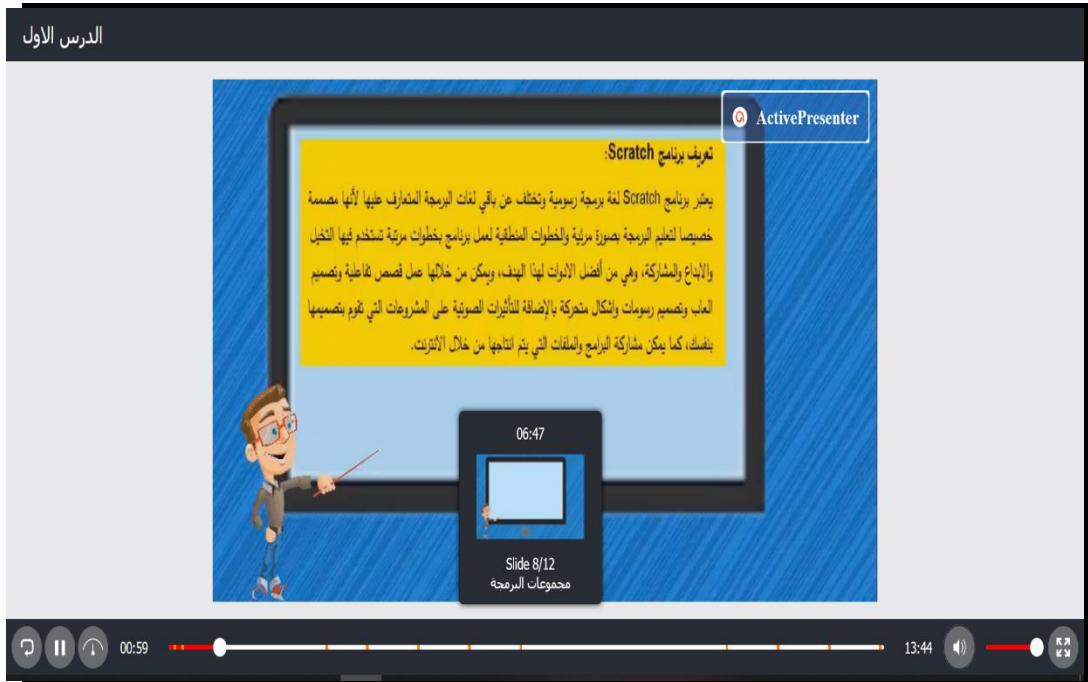 الدرس الاول
ActivePresenter
تعريف برنامج Scratch:
يعتبر برنامج Scratch لغة برمجة رسومية وتختلف عن باقي لغات البرمجة المتعارف عليها لأنها مصممة
خصيصا لتعليم البرمجة بصورة مرئية والخطوات المنطقية لعمل برنامج بخطوات مرتبة تستخدم فيها التخيل
والابداع والمشاركة، وهي من أفضل الادوات لهذا الهدف، ويمكن من خلالها عمل قصص تفاعلية وتصميم
العاب وتصميم رسومات واشكال متحركة بالإضافة للتأثيرات الصوتية على المشروعات التي تقوم بتصميمها
بنفسك، كما يمكن مشاركة البرامج والملفات التي يتم انتاجها من خلال الانترنت.
06:47
Slide 8/12
مجموعات البرمجة
00:59
13:44